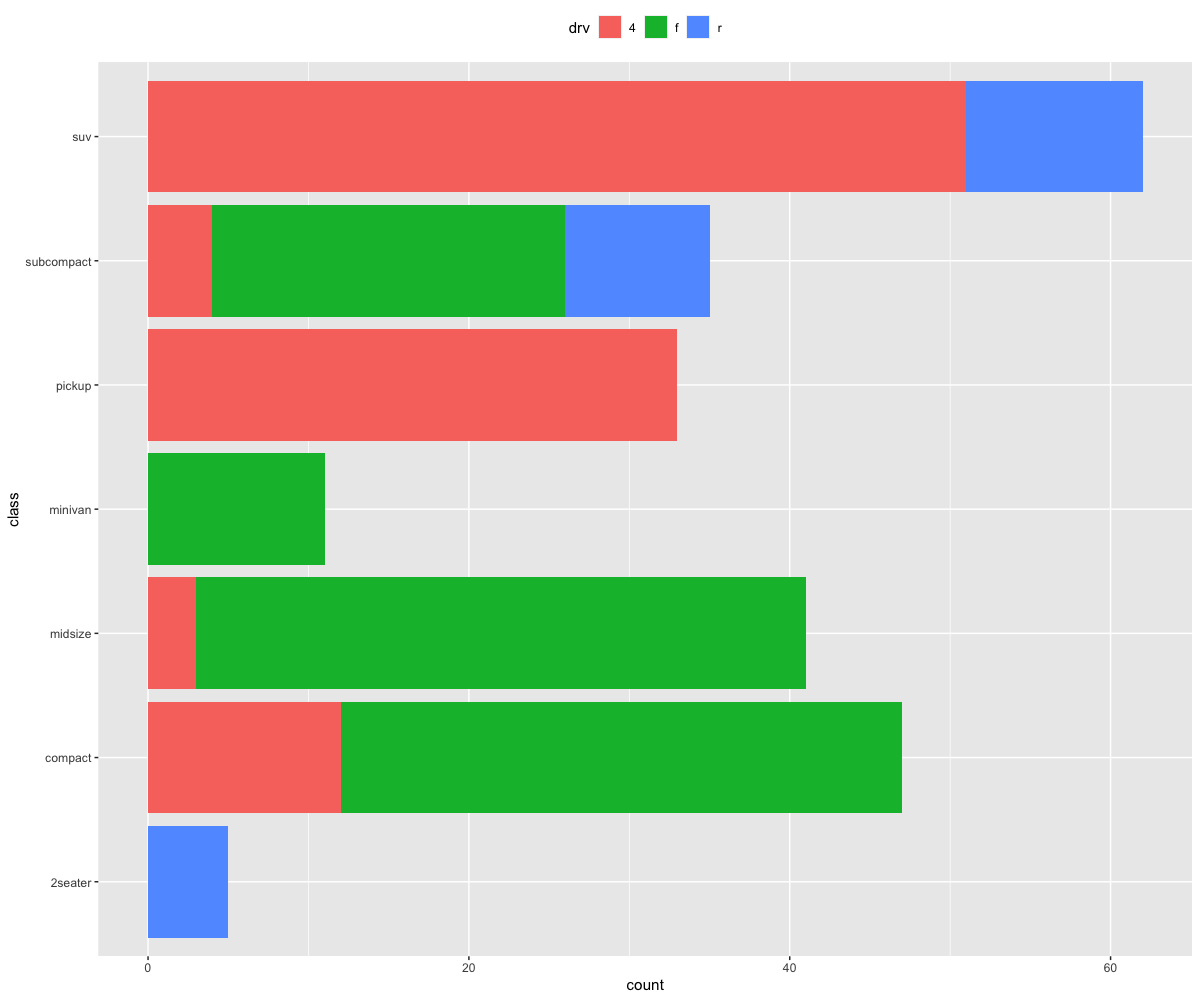 drv 4 f r
suv
subcompact
pickup
minivan
class
midsize
compact
2seater
0 20 40 60
count